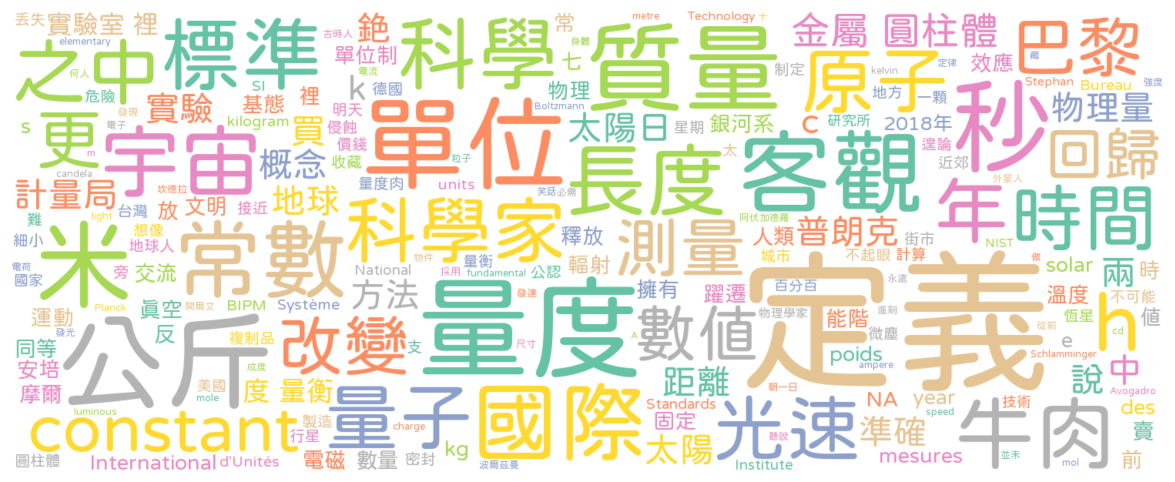 丟失 實驗室 裡 古時人 銫 常 metre Technology + 金屬 圓柱體 巴黎
elementary 之中 標準 單位制 科學 身體 七 質量 制定 原子 定律 效應
何人 危險 SI 電流 k 德國 物理 kelvin 地方 一顆 藏 Stephan Bureau 強度
更 實驗 基態 裡 明天 Boltzmann 太陽日 星期 銀河系 c 研究所 2018年 秒 物理量
s 發現 kilogram 買 侵蝕 單位 長度 客觀 遑論 回歸
電子 宇宙 概念 價錢 收藏 粒子 太 近郊
m candela 坎德拉 量度肉 units 笑話 必需 年 外星人 時間
計量局 放 文明 地球 科學家 阿伏加德羅
難 台灣 light 接近 人類 普朗克 街市
細小 米 想像 常數 物件 釋放 測量 城市 不起眼 計算 NIST 做
電荷 地球人 採用 量衡 fundamental 公認 輻射 定義 solar 兩 時
國家 旁 交流 National 擁有 百分百 永遠 溫度 不可能
Planck 開爾文 真空 BIPM Système 方法 躍遷 物理學家 進制 恆星 值
運動 發光 反 發達 量度 能階 從前 cd h
公斤 複制品 改變 支 尺寸 A 數值 微塵 e
同等 成度 poids ampere Schlamminger 中
安培 美國 距離 說 Avogadro
摩爾 mole 度 量衡 朝一日 NA year 技術
luminous 製造 量子 charge 國際 Standards 光速 speed des
constant 行星 固定 準確 牛肉 賣
International d'Unités kg 太陽 聽說 mesures 並未
圓柱體 電磁 數量 密封 波爾茲曼 Institute mol 前